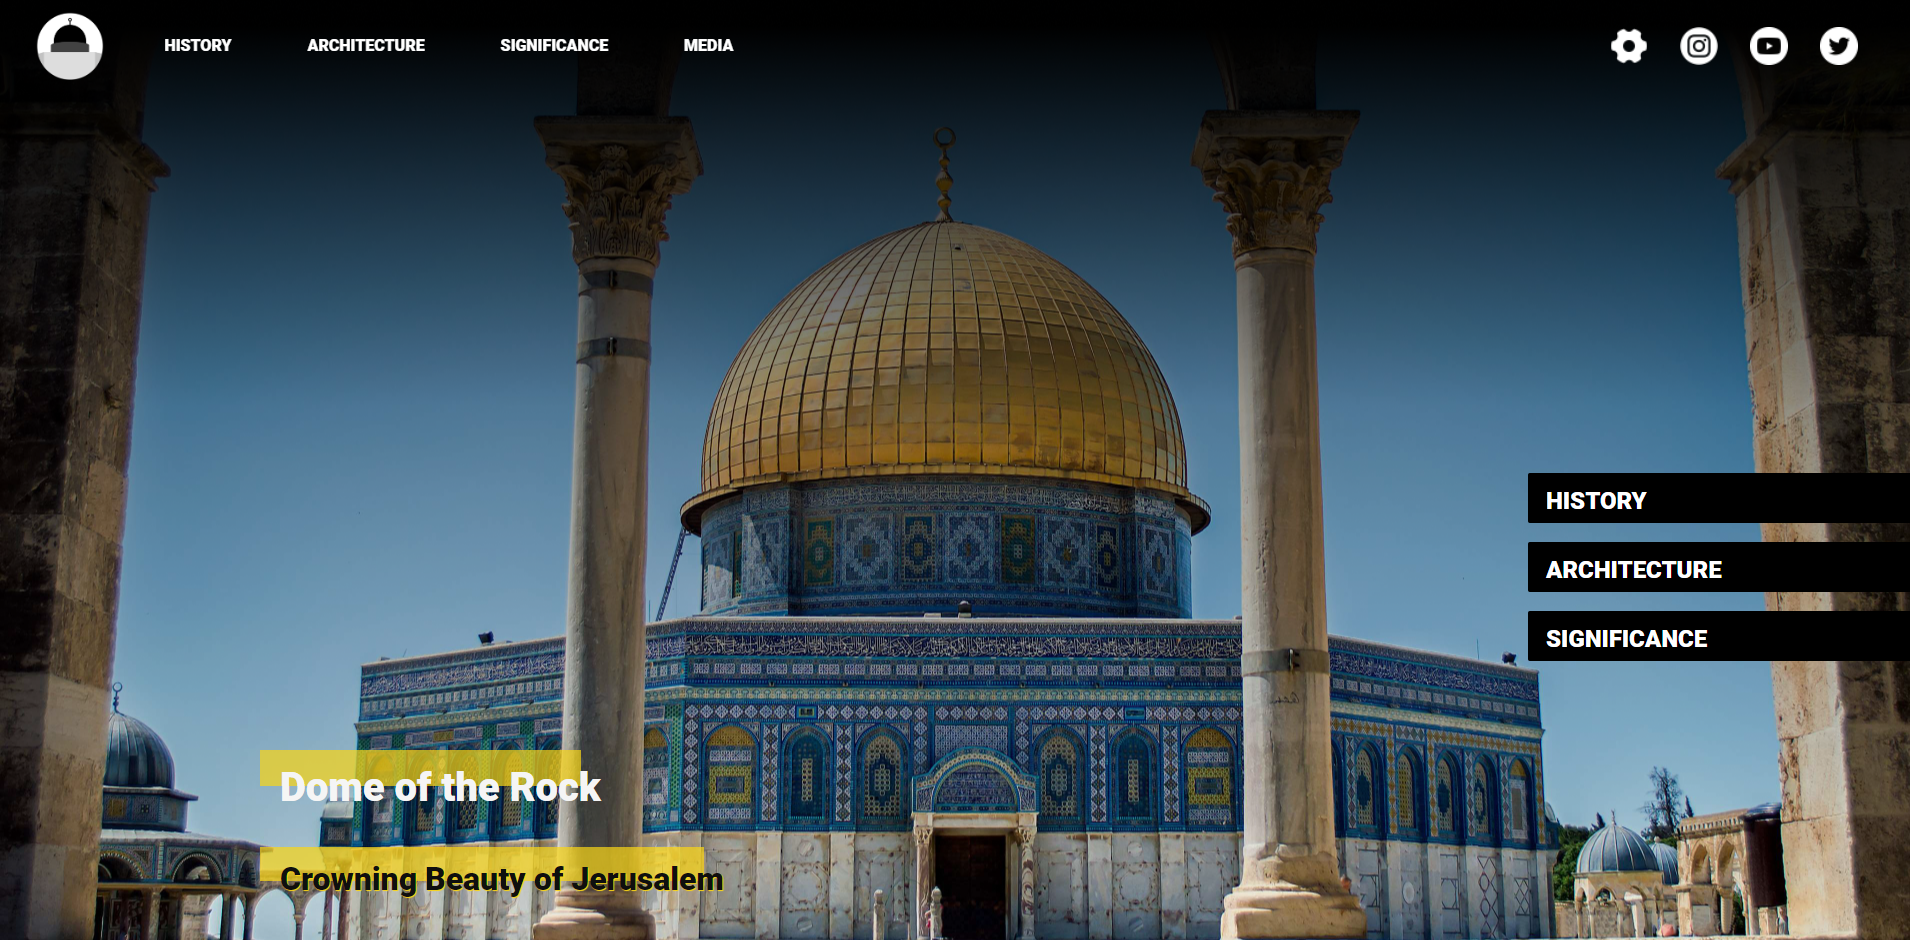 HISTORY
ARCHITECTURE
SIGNIFICANCE
MEDIA
HISTORY
ARCHITECTURE
SIGNIFICANCE
Dome of the Rock
Crowning Beauty of Jerusalem